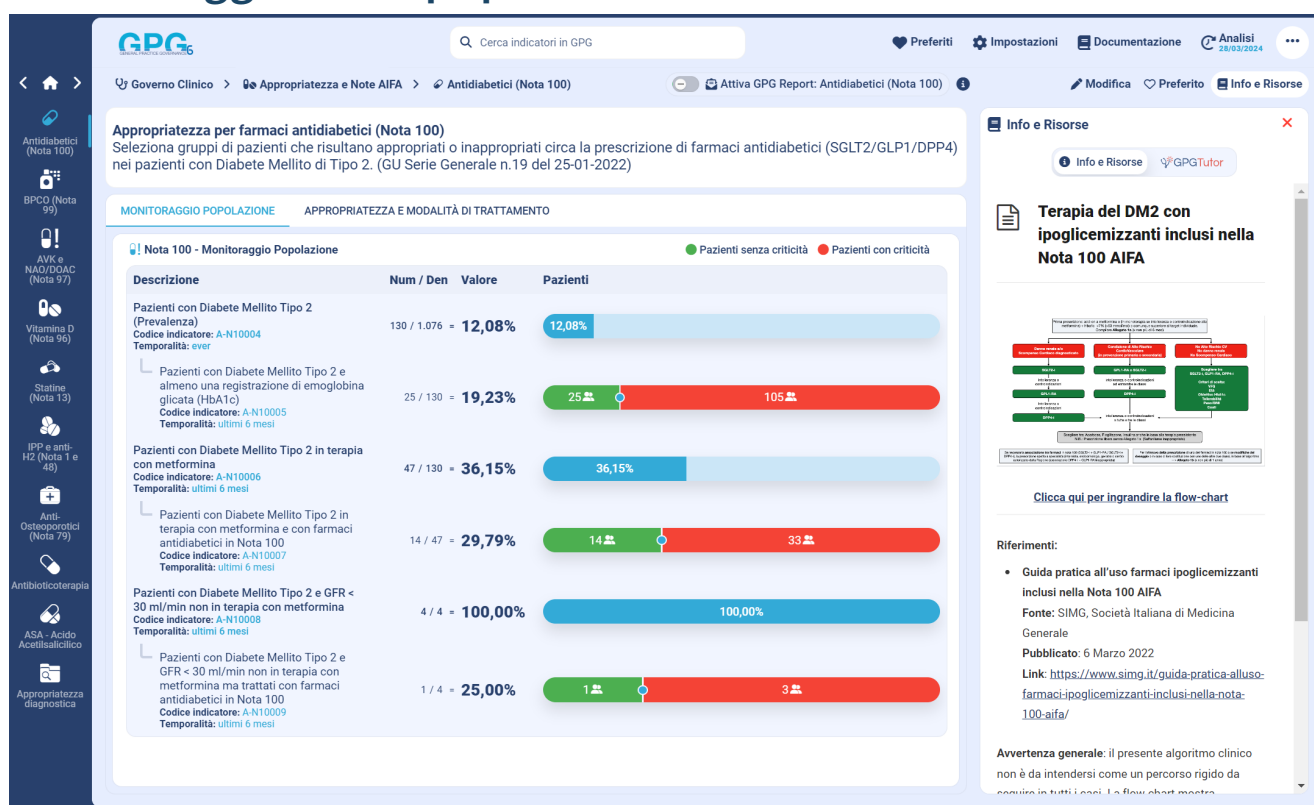 GPG6
GENERAL PRACTICE GOVERNANCE
Cerca indicatori in GPG
Preferiti
Impostazioni
Documentazione
Analisi
28/03/2024
Governo Clinico > Appropriatezza e Note AIFA > Antidiabetici (Nota 100)
Attiva GPG Report: Antidiabetici (Nota 100)
Modifica
Preferito
Info e Risorse
Antidiabetici
(Nota 100)
BPCO (Nota
99)
AVK e
NAO/DOAC
(Nota 97)
Vitamina D
(Nota 96)
Statine
(Nota 13)
IPP e anti-
H2 (Nota 1 e
48)
Anti-
Osteoporotici
(Nota 79)
Antibioticoterapia
ASA - Acido
Acetilsalicilico
Appropriatezza
diagnostica
Appropriatezza per farmaci antidiabetici (Nota 100)
Seleziona gruppi di pazienti che risultano appropriati o inappropriati circa la prescrizione di farmaci antidiabetici (SGLT2/GLP1/DPP4)
nei pazienti con Diabete Mellito di Tipo 2. (GU Serie Generale n.19 del 25-01-2022)
MONITORAGGIO POPOLAZIONE
APPROPRIATEZZA E MODALITÀ DI TRATTAMENTO
Nota 100 - Monitoraggio Popolazione
Pazienti senza criticità
Pazienti con criticità
Descrizione Num / Den Valore Pazienti
Pazienti con Diabete Mellito Tipo 2
(Prevalenza)
Codice indicatore: A-N10004
Temporalità: ever
130 / 1.076 = 12,08%
12,08%
Pazienti con Diabete Mellito Tipo 2 e
almeno una registrazione di emoglobina
glicata (HbA1c)
Codice indicatore: A-N10005
Temporalità: ultimi 6 mesi
25 / 130 = 19,23%
25
105
Pazienti con Diabete Mellito Tipo 2 in terapia
con metformina
Codice indicatore: A-N10006
Temporalità: ultimi 6 mesi
47 / 130 = 36,15%
36,15%
Pazienti con Diabete Mellito Tipo 2 in
terapia con metformina e con farmaci
antidiabetici in Nota 100
Codice indicatore: A-N10007
Temporalità: ultimi 6 mesi
14 / 47 = 29,79%
14
33
Pazienti con Diabete Mellito Tipo 2 e GFR <
30 ml/min non in terapia con metformina
Codice indicatore: A-N10008
Temporalità: ultimi 6 mesi
4 / 4 = 100,00%
100,00%
Pazienti con Diabete Mellito Tipo 2 e
GFR < 30 ml/min non in terapia con
metformina ma trattati con farmaci
antidiabetici in Nota 100
Codice indicatore: A-N10009
Temporalità: ultimi 6 mesi
1 / 4 = 25,00%
1
3
Info e Risorse
Info e Risorse
GPGTutor
Terapia del DM2 con
ipoglicemizzanti inclusi nella
Nota 100 AIFA
Clicca qui per ingrandire la flow-chart
Riferimenti:
• Guida pratica all'uso farmaci ipoglicemizzanti
inclusi nella Nota 100 AIFA
Fonte: SIMG, Società Italiana di Medicina
Generale
Pubblicato: 6 Marzo 2022
Link: https://www.simg.it/guida-pratica-alluso-
farmaci-ipoglicemizzanti-inclusi-nella-nota-
100-aifa/
Avvertenza generale: il presente algoritmo clinico
non è da intendersi come un percorso rigido da
seguire in tutti i casi. La flow-chart mostra